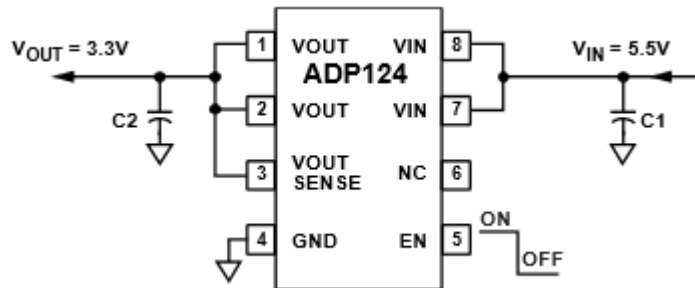 VOUT = 3.3V
C2
1 VOUT
2 VOUT
3 VOUT SENSE
4 GND
ADP124
VIN 8
VIN 7
NC 6
EN 5
VIN = 5.5V
C1
ON
OFF